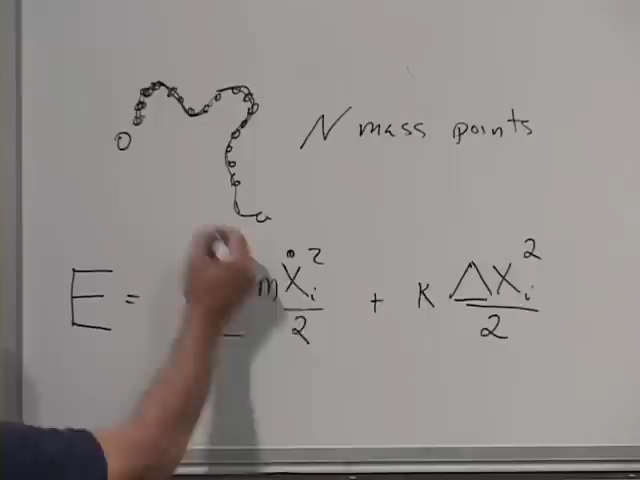 O
N mass points
E = m Ẋᵢ² / 2 + K ΔXᵢ² / 2